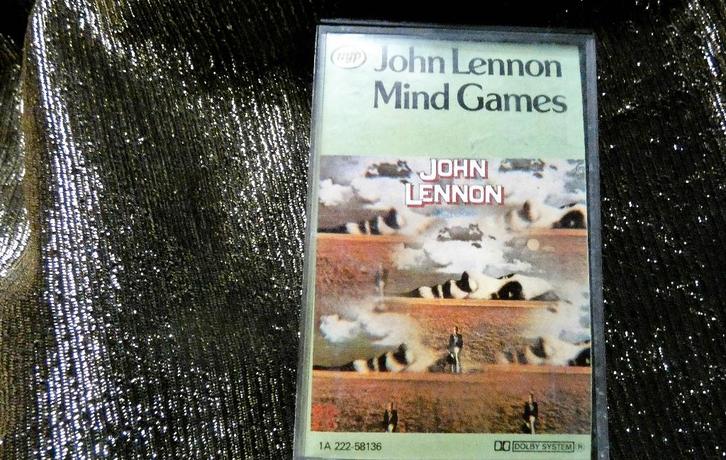 mfp
John Lennon
Mind Games
JOHN
LENNON
1A 222-58136
DOLBY SYSTEM